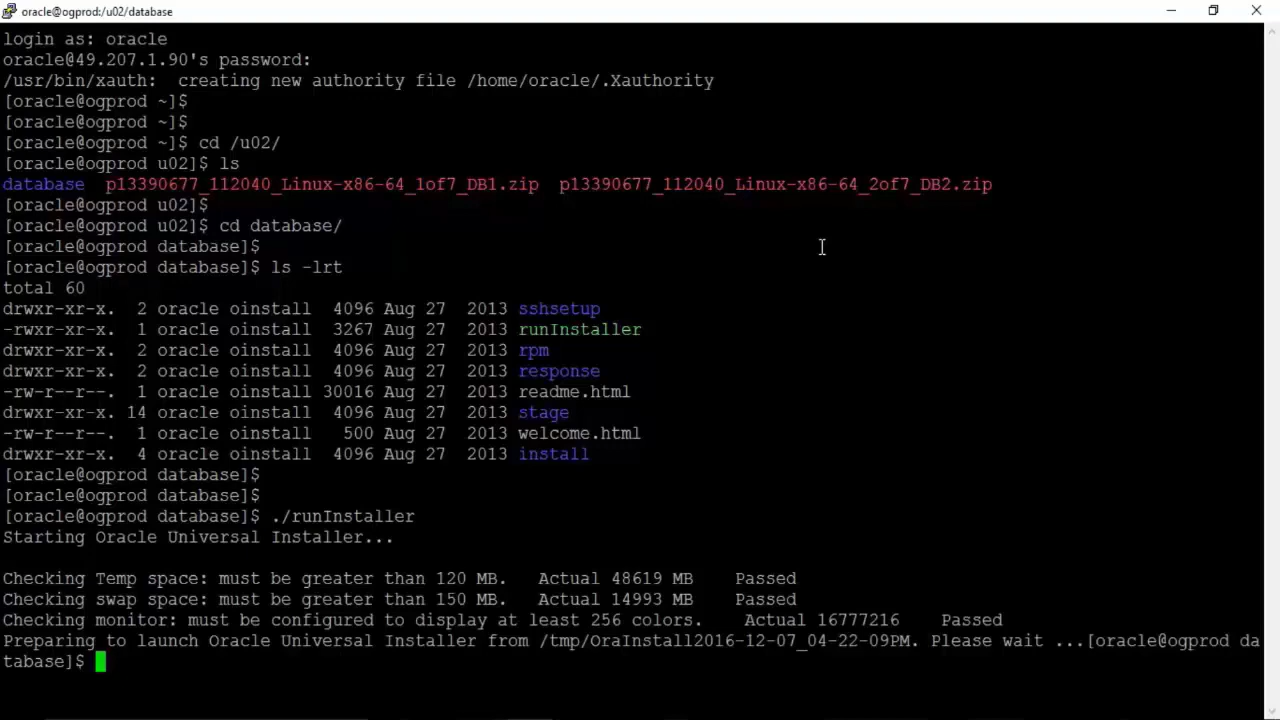 oracle@ogprod:/u02/database
login as: oracle
oracle@49.207.1.90's password:
/usr/bin/xauth:  creating new authority file /home/oracle/.Xauthority
[oracle@ogprod ~]$
[oracle@ogprod ~]$
[oracle@ogprod ~]$ cd /u02/
[oracle@ogprod u02]$ ls
database  p13390677_112040_Linux-x86-64_1of7_DB1.zip  p13390677_112040_Linux-x86-64_2of7_DB2.zip
[oracle@ogprod u02]$
[oracle@ogprod u02]$ cd database/
[oracle@ogprod database]$
[oracle@ogprod database]$ ls -lrt
total 60
drwxr-xr-x.  2 oracle oinstall  4096 Aug 27  2013 sshsetup
-rwxr-xr-x.  1 oracle oinstall  3267 Aug 27  2013 runInstaller
drwxr-xr-x.  2 oracle oinstall  4096 Aug 27  2013 rpm
drwxr-xr-x.  2 oracle oinstall  4096 Aug 27  2013 response
-rw-r--r--.  1 oracle oinstall 30016 Aug 27  2013 readme.html
drwxr-xr-x. 14 oracle oinstall  4096 Aug 27  2013 stage
-rw-r--r--.  1 oracle oinstall   500 Aug 27  2013 welcome.html
drwxr-xr-x.  4 oracle oinstall  4096 Aug 27  2013 install
[oracle@ogprod database]$
[oracle@ogprod database]$
[oracle@ogprod database]$ ./runInstaller
Starting Oracle Universal Installer...
Checking Temp space: must be greater than 120 MB.   Actual 48619 MB    Passed
Checking swap space: must be greater than 150 MB.   Actual 14993 MB    Passed
Checking monitor: must be configured to display at least 256 colors.    Actual 16777216    Passed
Preparing to launch Oracle Universal Installer from /tmp/OraInstall2016-12-07_04-22-09PM. Please wait ...[oracle@ogprod da
tabase]$